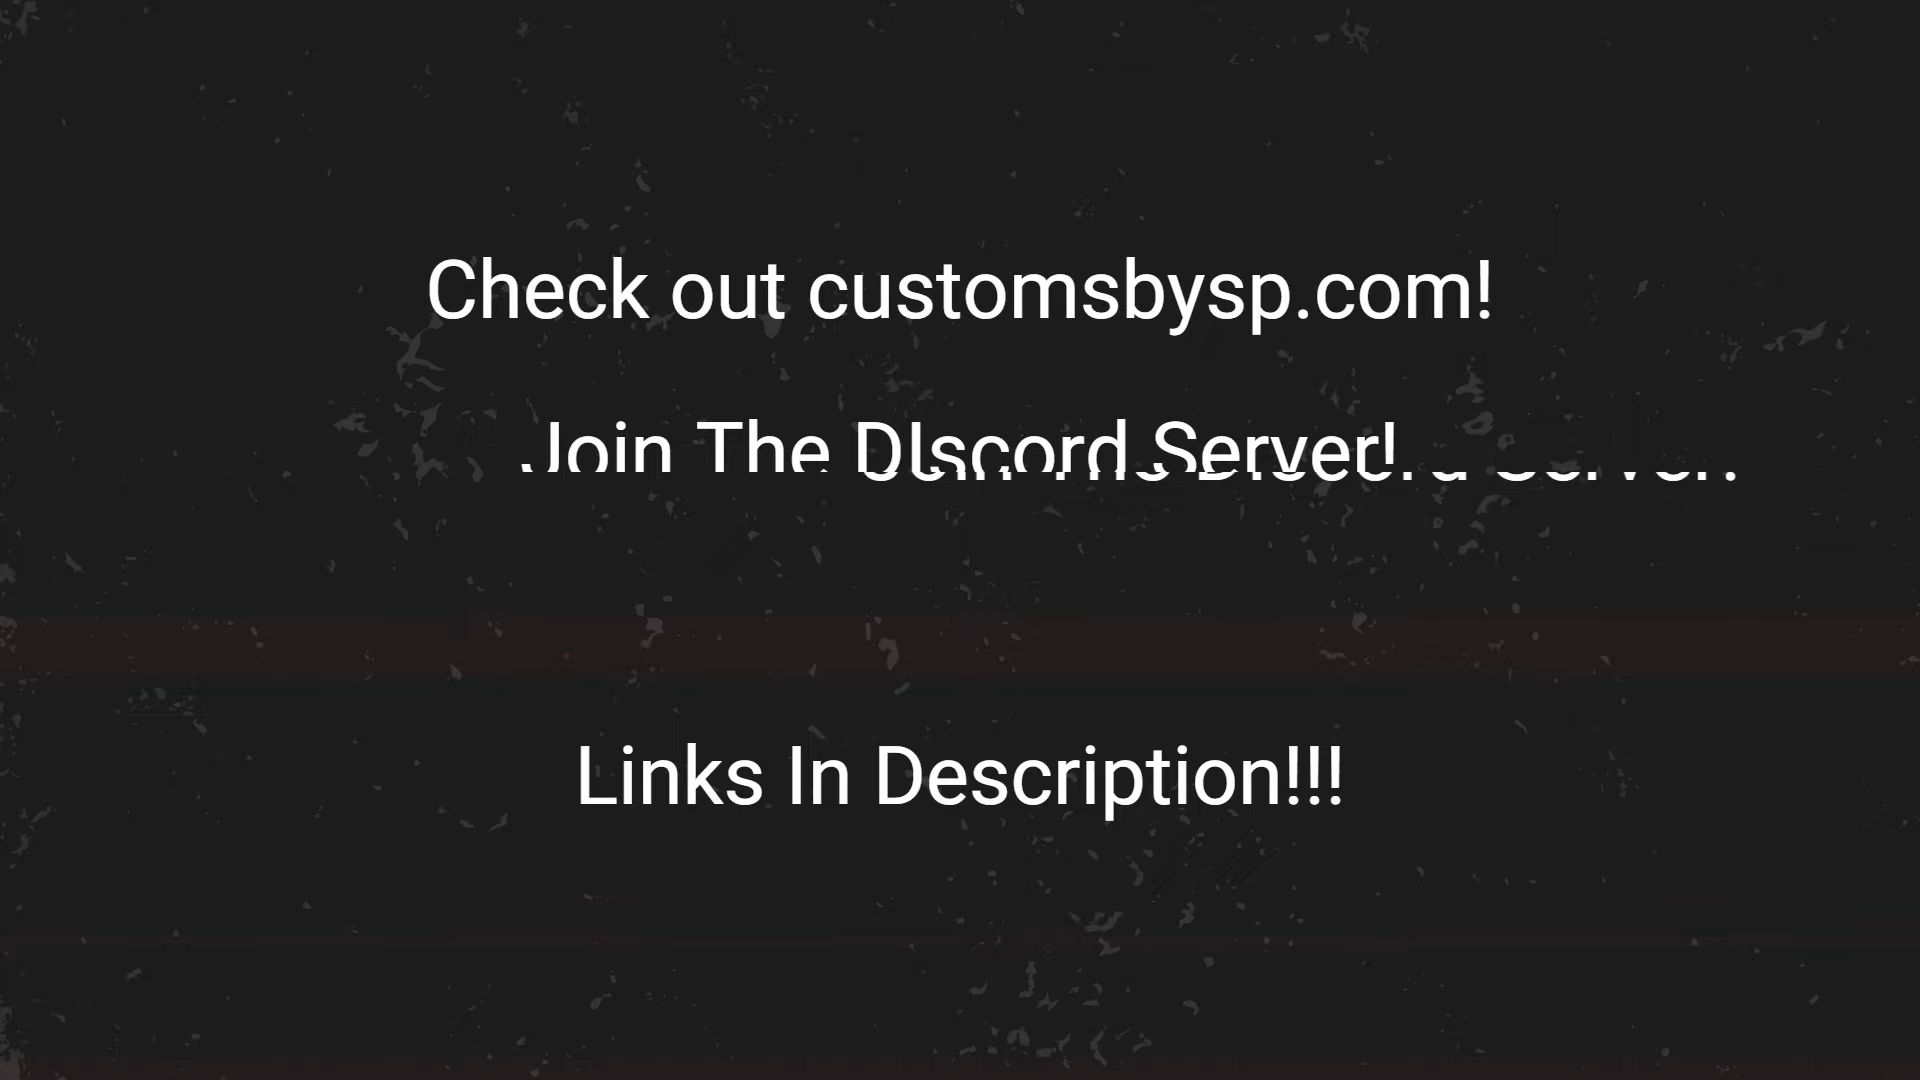 Check out customsbysp.com!
Join The DIscord Server!
Links In Description!!!